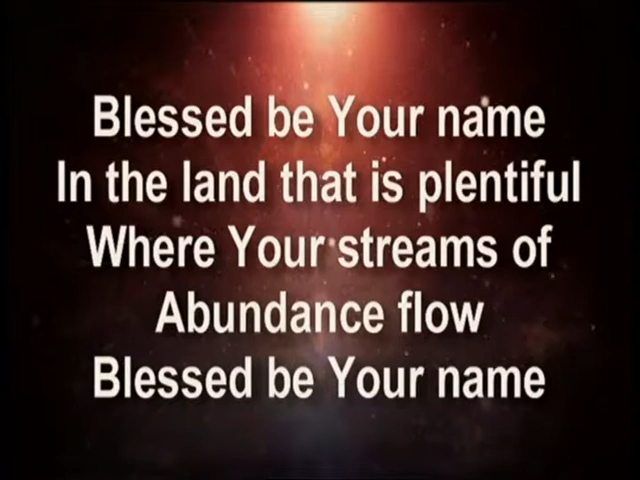 Blessed be Your name
In the land that is plentiful
Where Your streams of
Abundance flow
Blessed be Your name